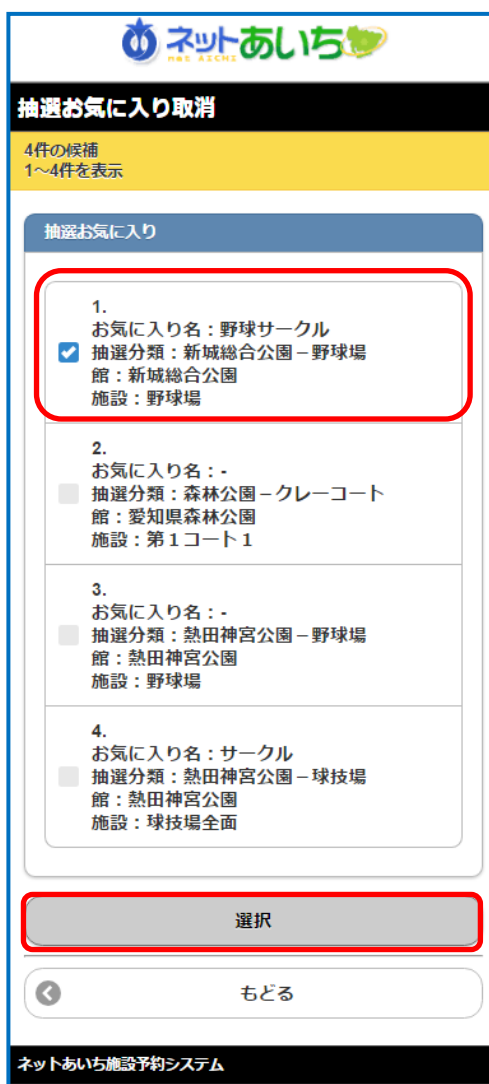 ネットあいち
net AICHI
抽選お気に入り取消
4件の候補
1～4件を表示
抽選お気に入り
1.
お気に入り名：野球サークル
抽選分類：新城総合公園－野球場
館：新城総合公園
施設：野球場
2.
お気に入り名：-
抽選分類：森林公園－クレーコート
館：愛知県森林公園
施設：第１コート１
3.
お気に入り名：-
抽選分類：熱田神宮公園－野球場
館：熱田神宮公園
施設：野球場
4.
お気に入り名：サークル
抽選分類：熱田神宮公園－球技場
館：熱田神宮公園
施設：球技場全面
選択
もどる
ネットあいち施設予約システム